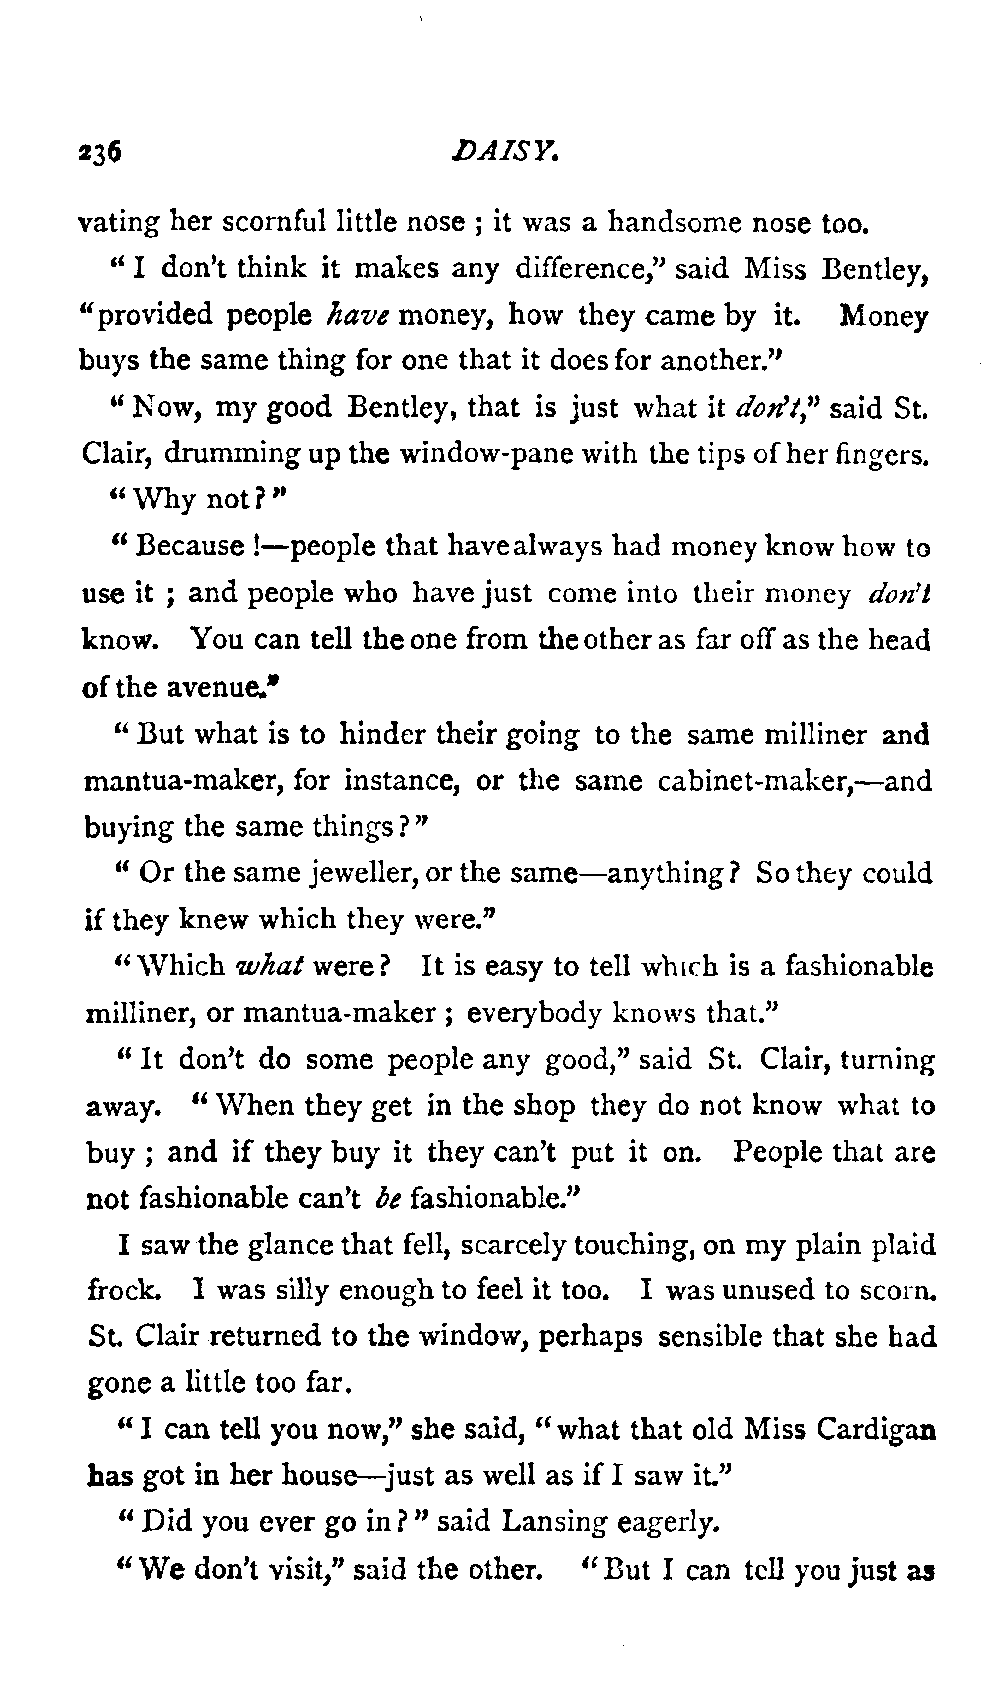 236 DAISY.
vating her scornful little nose ; it was a handsome nose too.
“ I don't think it makes any difference,” said Miss Bentley,
“provided people have money, how they came by it. Money
buys the same thing for one that it does for another.”
“ Now, my good Bentley, that is just what it don't,” said St.
Clair, drumming up the window-pane with the tips of her fingers.
“ Why not ? ”
“ Because !—people that have always had money know how to
use it ; and people who have just come into their money don't
know. You can tell the one from the other as far off as the head
of the avenue.”
“ But what is to hinder their going to the same milliner and
mantua-maker, for instance, or the same cabinet-maker,—and
buying the same things ? ”
“ Or the same jeweller, or the same—anything ? So they could
if they knew which they were.”
“ Which what were ? It is easy to tell which is a fashionable
milliner, or mantua-maker ; everybody knows that.”
“ It don't do some people any good,” said St. Clair, turning
away. “ When they get in the shop they do not know what to
buy ; and if they buy it they can't put it on. People that are
not fashionable can't be fashionable.”
I saw the glance that fell, scarcely touching, on my plain plaid
frock. I was silly enough to feel it too. I was unused to scorn.
St. Clair returned to the window, perhaps sensible that she had
gone a little too far.
“ I can tell you now,” she said, “ what that old Miss Cardigan
has got in her house—just as well as if I saw it.”
“ Did you ever go in ? ” said Lansing eagerly.
“ We don't visit,” said the other. “ But I can tell you just as